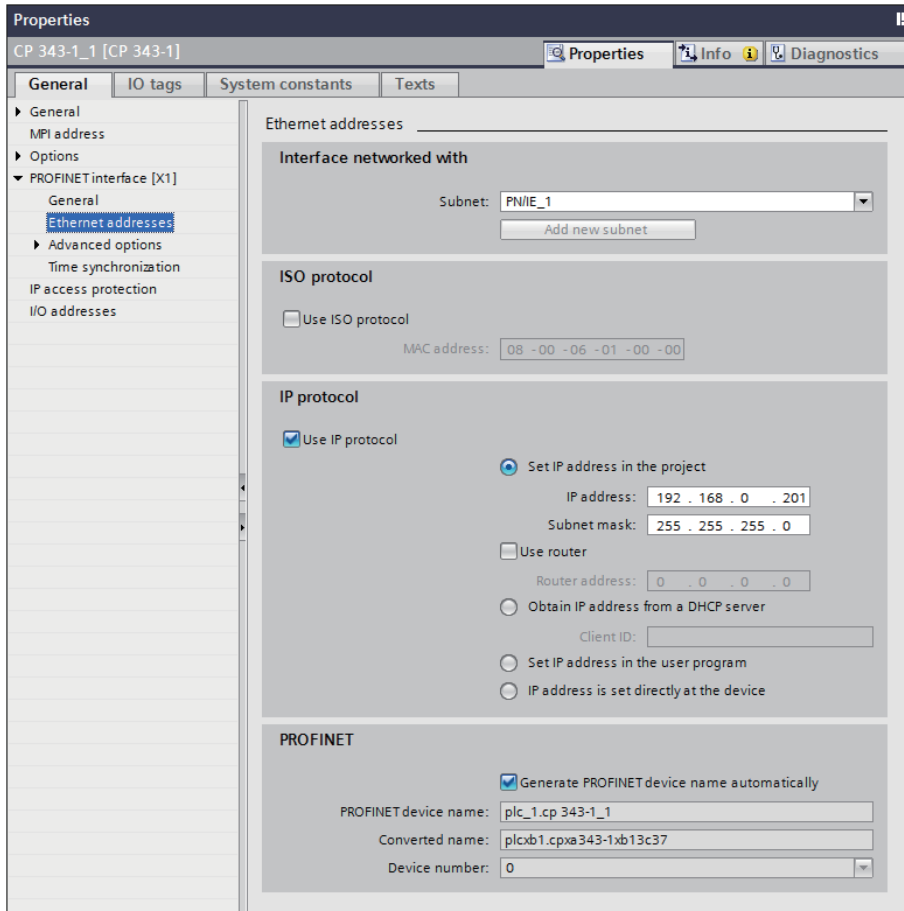 Properties
CP 343-1_1 [CP 343-1]
Properties Info Diagnostics
General IO tags System constants Texts
General
MPI address
Options
PROFINET interface [X1]
General
Ethernet addresses
Advanced options
Time synchronization
IP access protection
I/O addresses
Ethernet addresses
Interface networked with
Subnet: PN/IE_1
Add new subnet
ISO protocol
Use ISO protocol
MAC address: 08 -00 -06 -01 -00 -00
IP protocol
Use IP protocol
Set IP address in the project
IP address: 192 . 168 . 0 . 201
Subnet mask: 255 . 255 . 255 . 0
Use router
Router address: 0 . 0 . 0 . 0
Obtain IP address from a DHCP server
Client ID:
Set IP address in the user program
IP address is set directly at the device
PROFINET
Generate PROFINET device name automatically
PROFINET device name: plc_1.cp 343-1_1
Converted name: plcxb1.cpxa343-1xb13c37
Device number: 0